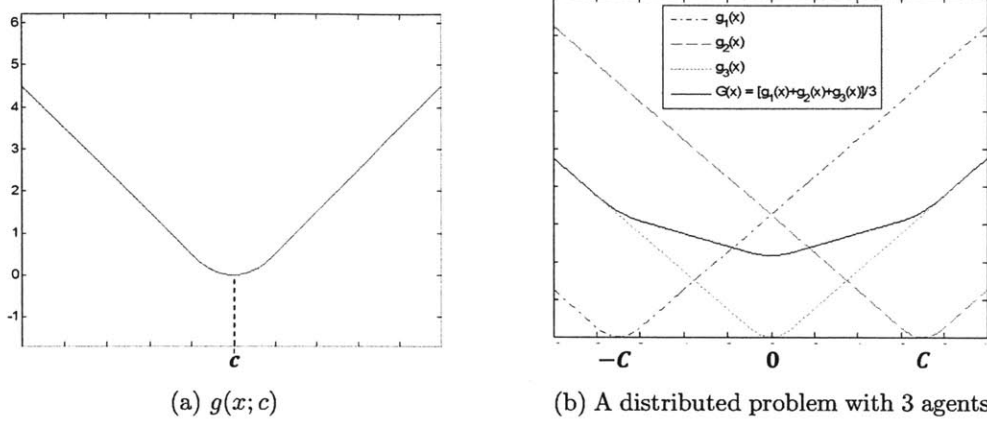 6
5
4
3
2
1
0
-1
c
(a) g(x; c)
g₁(x)
g₂(x)
g₃(x)
G(x) = [g₁(x)+g₂(x)+g₃(x)]/3
−C
0
C
(b) A distributed problem with 3 agents